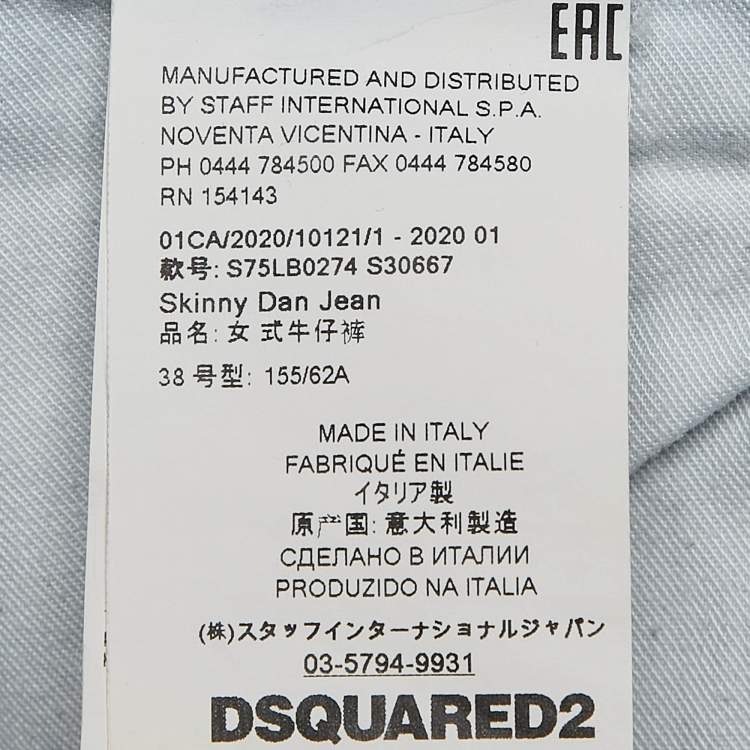 EAC
MANUFACTURED AND DISTRIBUTED
BY STAFF INTERNATIONAL S.P.A.
NOVENTA VICENTINA - ITALY
PH 0444 784500 FAX 0444 784580
RN 154143
01CA/2020/10121/1 - 2020 01
款号: S75LB0274 S30667
Skinny Dan Jean
品名: 女 式牛仔裤
38 号型: 155/62A
MADE IN ITALY
FABRIQUÉ EN ITALIE
イタリア製
原产国: 意大利製造
СДЕЛАНО В ИТАЛИИ
PRODUZIDO NA ITALIA
(株)スタッフインターナショナルジャパン
03-5794-9931
DSQUARED2